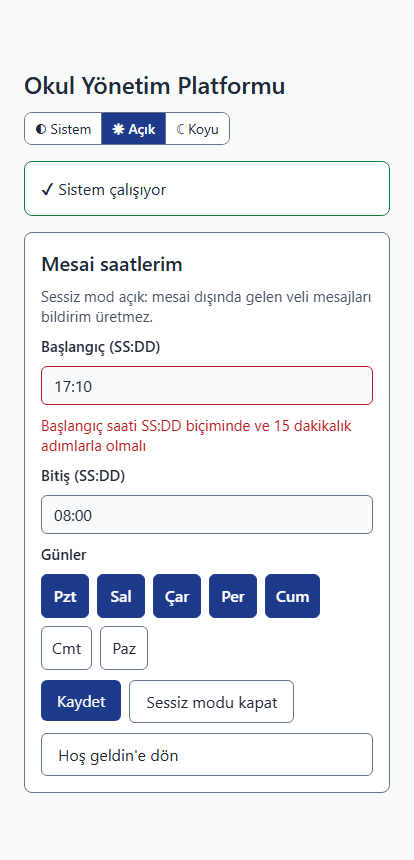 Okul Yönetim Platformu
Sistem
Açık
Koyu
✓ Sistem çalışıyor
Mesai saatlerim
Sessiz mod açık: mesai dışında gelen veli mesajları
bildirim üretmez.
Başlangıç (SS:DD)
17:10
Başlangıç saati SS:DD biçiminde ve 15 dakikalık
adımlarla olmalı
Bitiş (SS:DD)
08:00
Günler
Pzt Sal Çar Per Cum
Cmt Paz
Kaydet Sessiz modu kapat
Hoş geldin'e dön